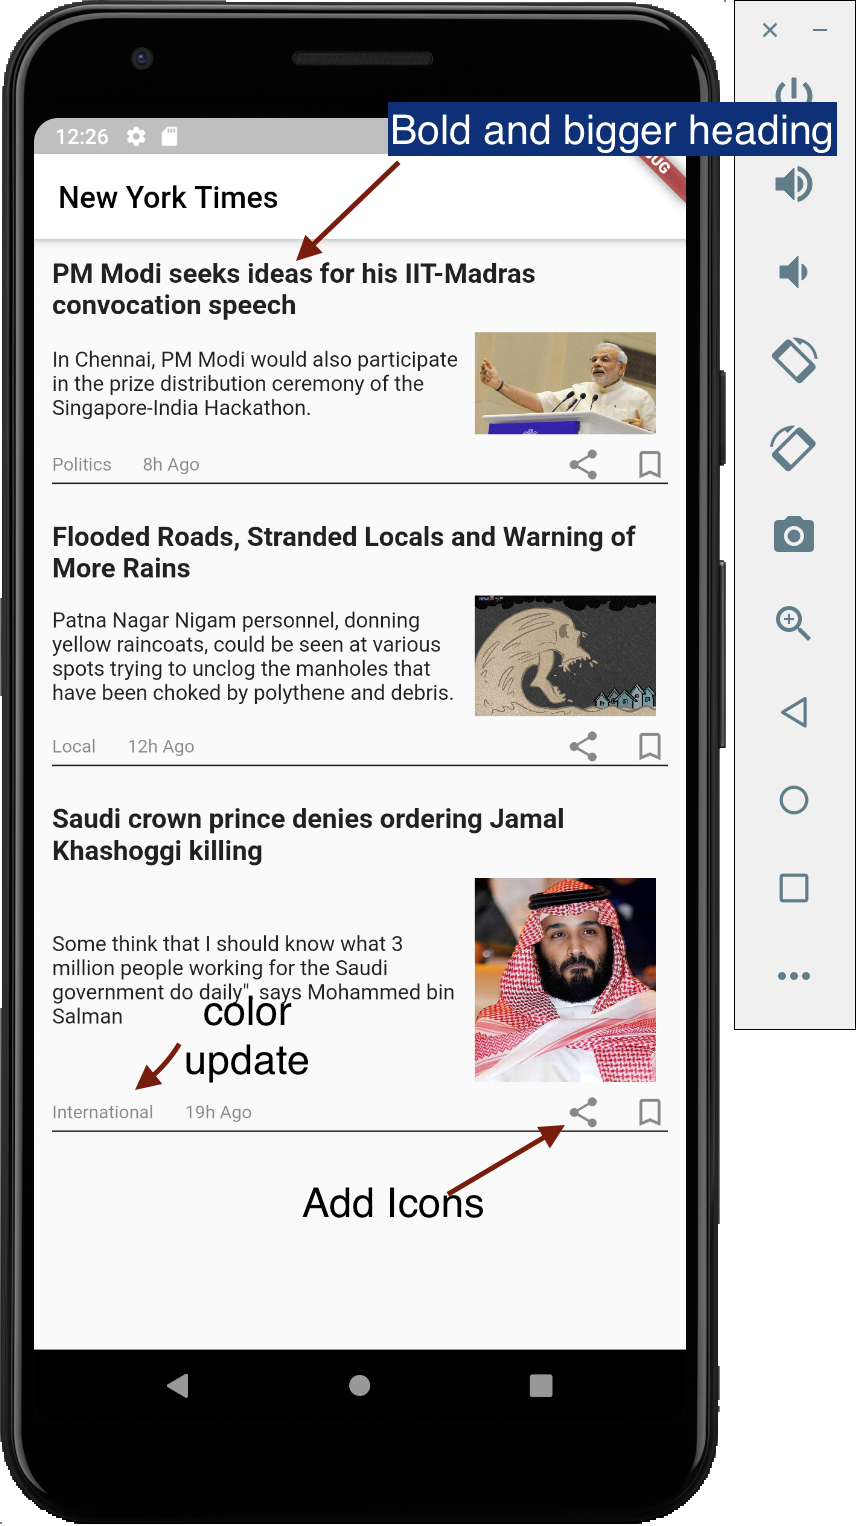 12:26
Bold and bigger heading
UG
New York Times
PM Modi seeks ideas for his IIT-Madras
convocation speech
In Chennai, PM Modi would also participate
in the prize distribution ceremony of the
Singapore-India Hackathon.
Politics 8h Ago
Flooded Roads, Stranded Locals and Warning of
More Rains
Patna Nagar Nigam personnel, donning
yellow raincoats, could be seen at various
spots trying to unclog the manholes that
have been choked by polythene and debris.
Local 12h Ago
Saudi crown prince denies ordering Jamal
Khashoggi killing
Some think that I should know what 3
million people working for the Saudi
government do daily", says Mohammed bin
Salman
color
update
International 19h Ago
Add Icons